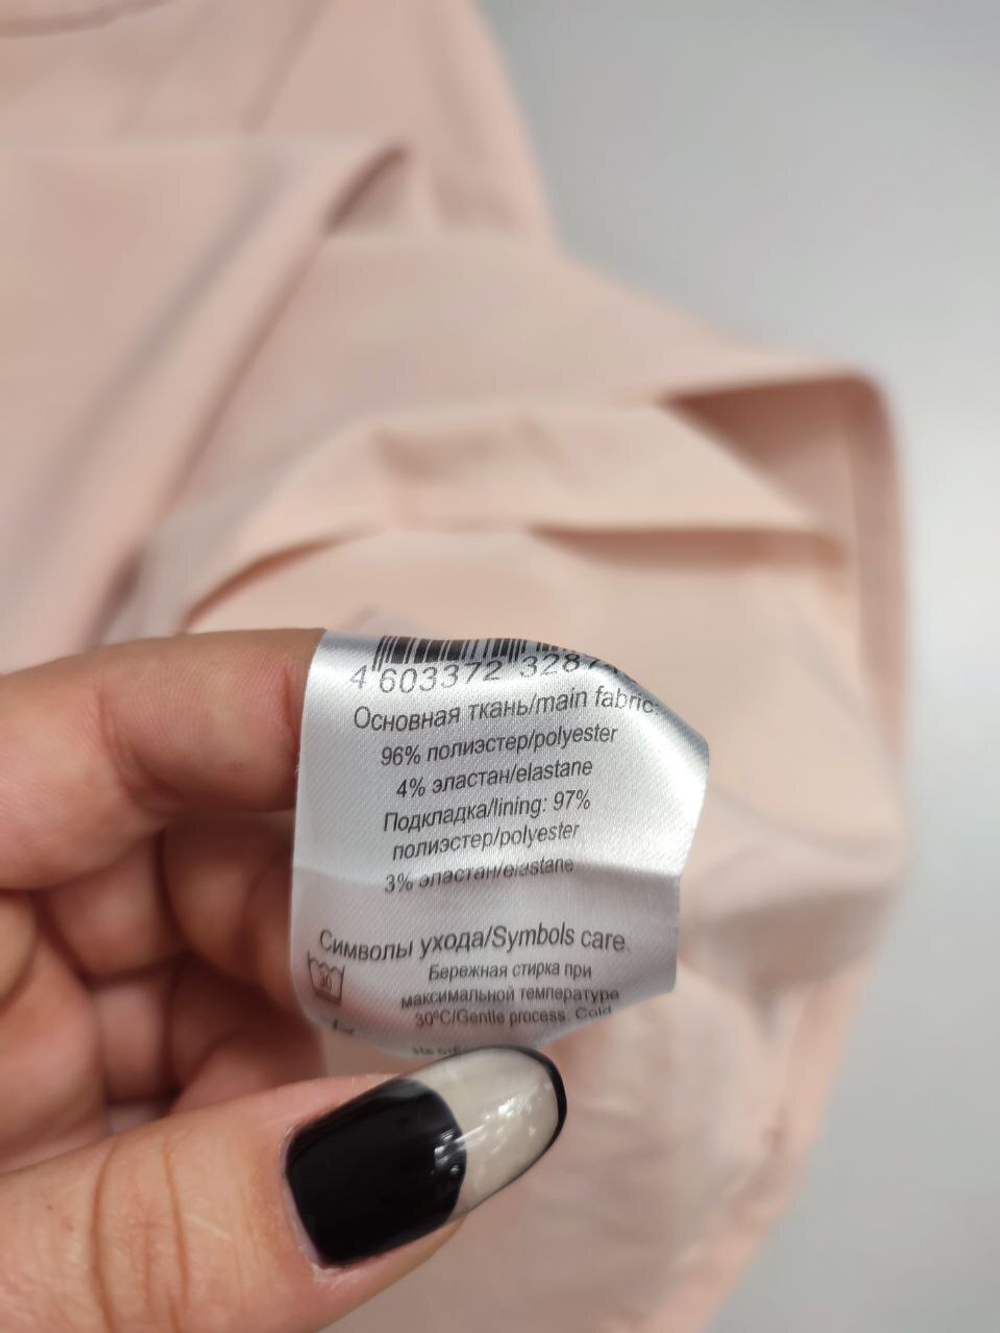 4 603372 328
Основная ткань/main fabric:
96% полиэстер/polyester
4% эластан/elastane
Подкладка/lining: 97%
полиэстер/polyester
3% эластан/elastane
Символы ухода/Symbols care
30
Бережная стирка при
максимальной температуре
30°C/Gentle process. Cold